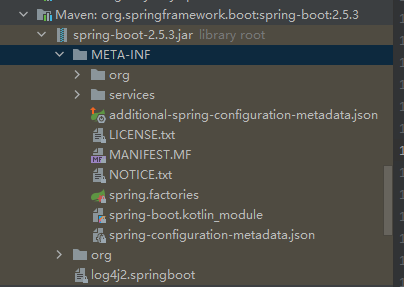 Maven: org.springframework.boot:spring-boot:2.5.3
spring-boot-2.5.3.jar library root
META-INF
org
services
additional-spring-configuration-metadata.json
LICENSE.txt
MANIFEST.MF
NOTICE.txt
spring.factories
spring-boot.kotlin_module
spring-configuration-metadata.json
org
log4j2.springboot